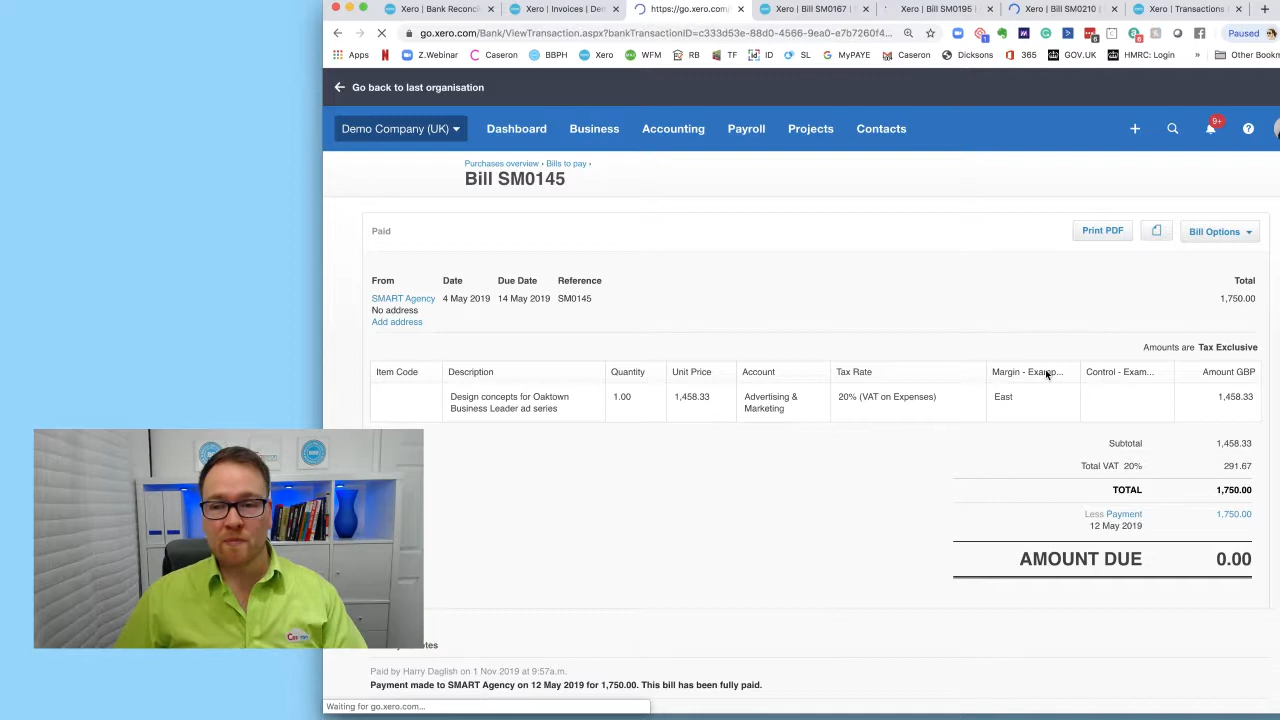 Xero | Bank Reconci
Xero | Invoices | Dem
https://go.xero.com/
Xero | Bill SM0167 |
Xero | Bill SM0195 |
Xero | Bill SM0210
Xero | Transactions
go.xero.com/Bank/ViewTransaction.aspx?bankTransactionID=c333d53e-88d0-4566-9ea0-e7b7260f4...
Paused
Apps
Z.Webinar
Caseron
BBPH
Xero
WFM
RB
TF
ID
SL
MyPAYE
Caseron
Dicksons
365
GOV.UK
HMRC: Login
»
Other Book
Go back to last organisation
Demo Company (UK)
Dashboard
Business
Accounting
Payroll
Projects
Contacts
9+
Purchases overview › Bills to pay ›
Bill SM0145
Paid
Print PDF
Bill Options
From Date Due Date Reference Total
SMART Agency 4 May 2019 14 May 2019 SM0145 1,750.00
No address
Add address
Amounts are Tax Exclusive
Item Code Description Quantity Unit Price Account Tax Rate Margin - Examp... Control - Exam... Amount GBP
Design concepts for Oaktown 1.00 1,458.33 Advertising & 20% (VAT on Expenses) East 1,458.33
Business Leader ad series Marketing
Subtotal 1,458.33
Total VAT 20% 291.67
TOTAL 1,750.00
Less Payment 1,750.00
12 May 2019
AMOUNT DUE 0.00
Paid by Harry Daglish on 1 Nov 2019 at 9:57a.m.
Payment made to SMART Agency on 12 May 2019 for 1,750.00. This bill has been fully paid.
Waiting for go.xero.com...